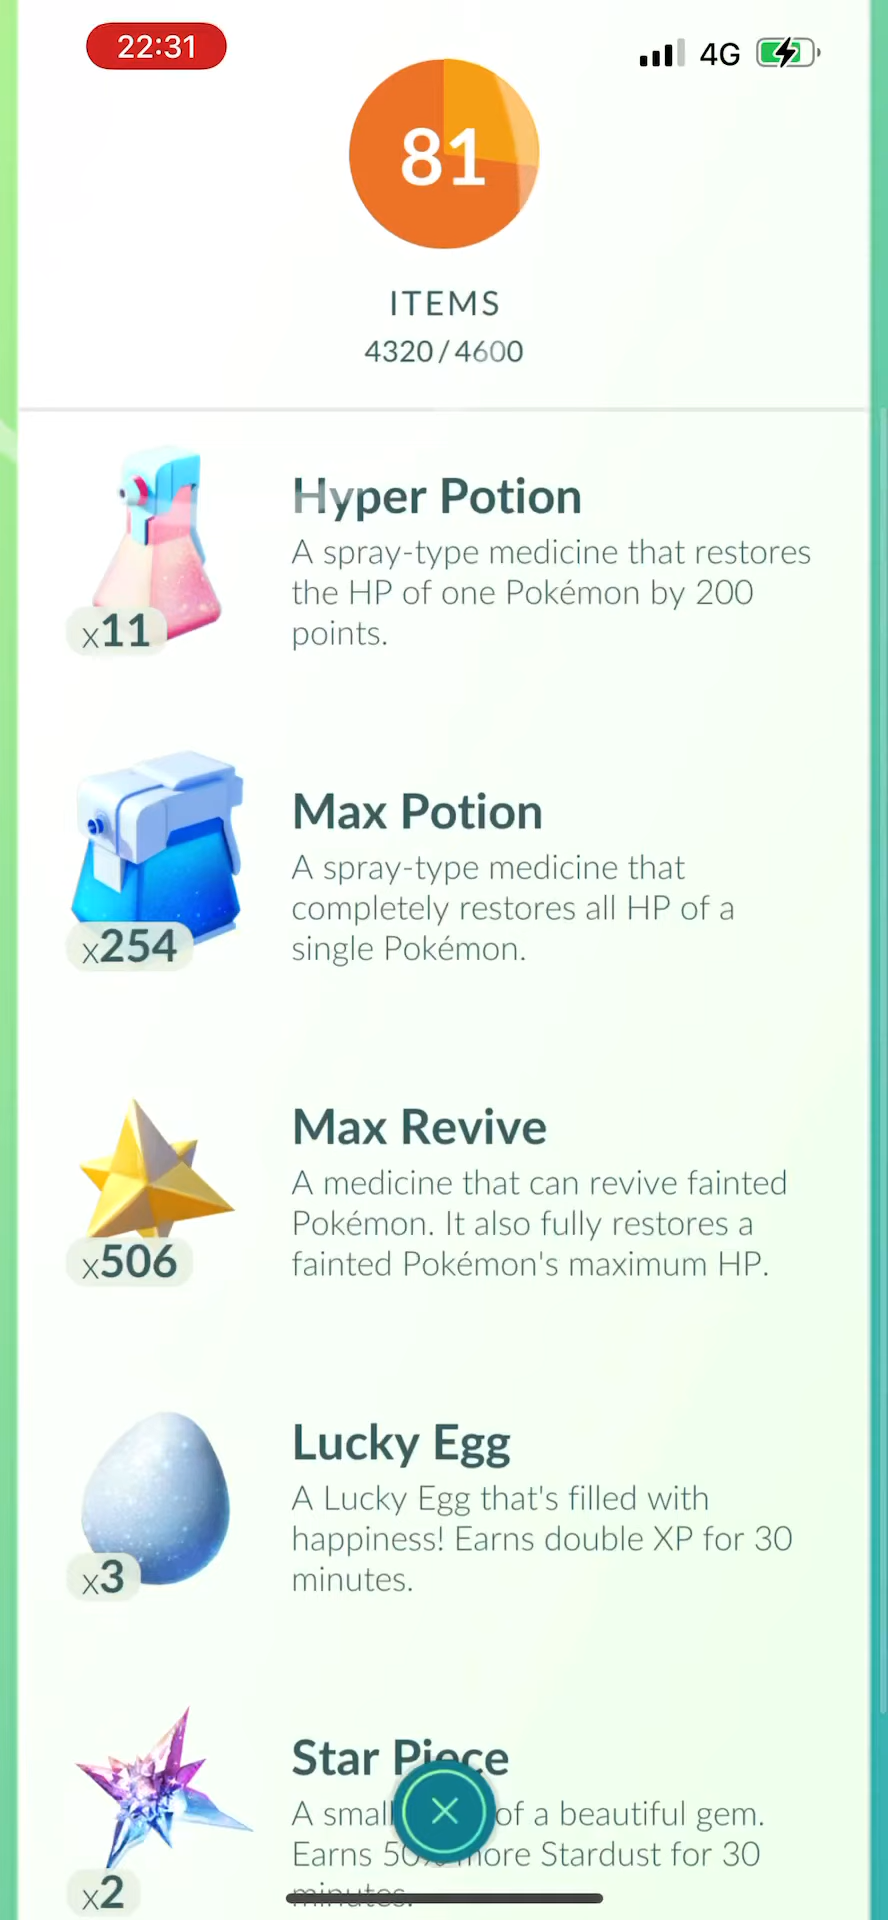 22:31
4G
81
ITEMS
4320/4600
Hyper Potion
A spray-type medicine that restores
the HP of one Pokémon by 200
points.
x11
Max Potion
A spray-type medicine that
completely restores all HP of a
single Pokémon.
x254
Max Revive
A medicine that can revive fainted
Pokémon. It also fully restores a
fainted Pokémon's maximum HP.
x506
Lucky Egg
A Lucky Egg that's filled with
happiness! Earns double XP for 30
minutes.
x3
Star Piece
A small of a beautiful gem.
Earns 50% more Stardust for 30
minutes.
x2